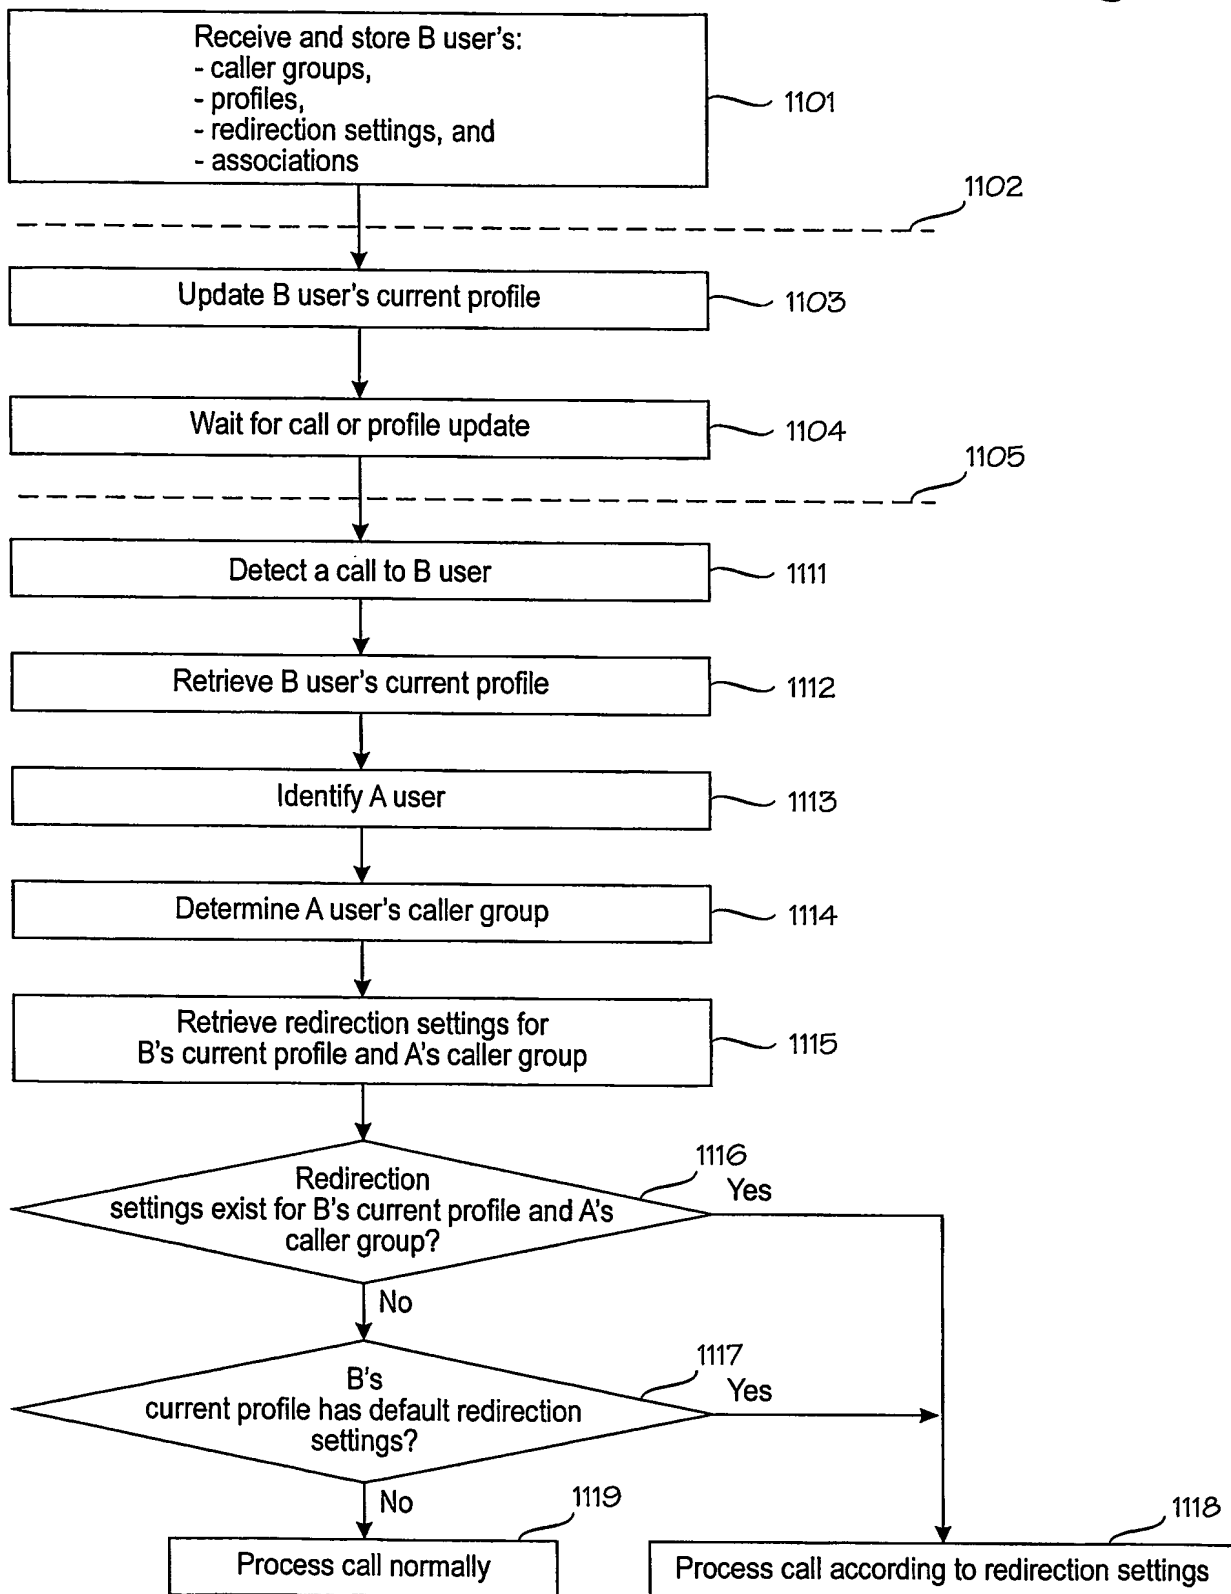 Receive and store B user's:
- caller groups,
- profiles,
- redirection settings, and
- associations
1101
1102
Update B user's current profile
1103
Wait for call or profile update
1104
1105
Detect a call to B user
1111
Retrieve B user's current profile
1112
Identify A user
1113
Determine A user's caller group
1114
Retrieve redirection settings for
B's current profile and A's caller group
1115
1116
Redirection
settings exist for B's current profile and A's
caller group?
Yes
No
1117
B's
current profile has default redirection
settings?
Yes
No
1119
Process call normally
1118
Process call according to redirection settings